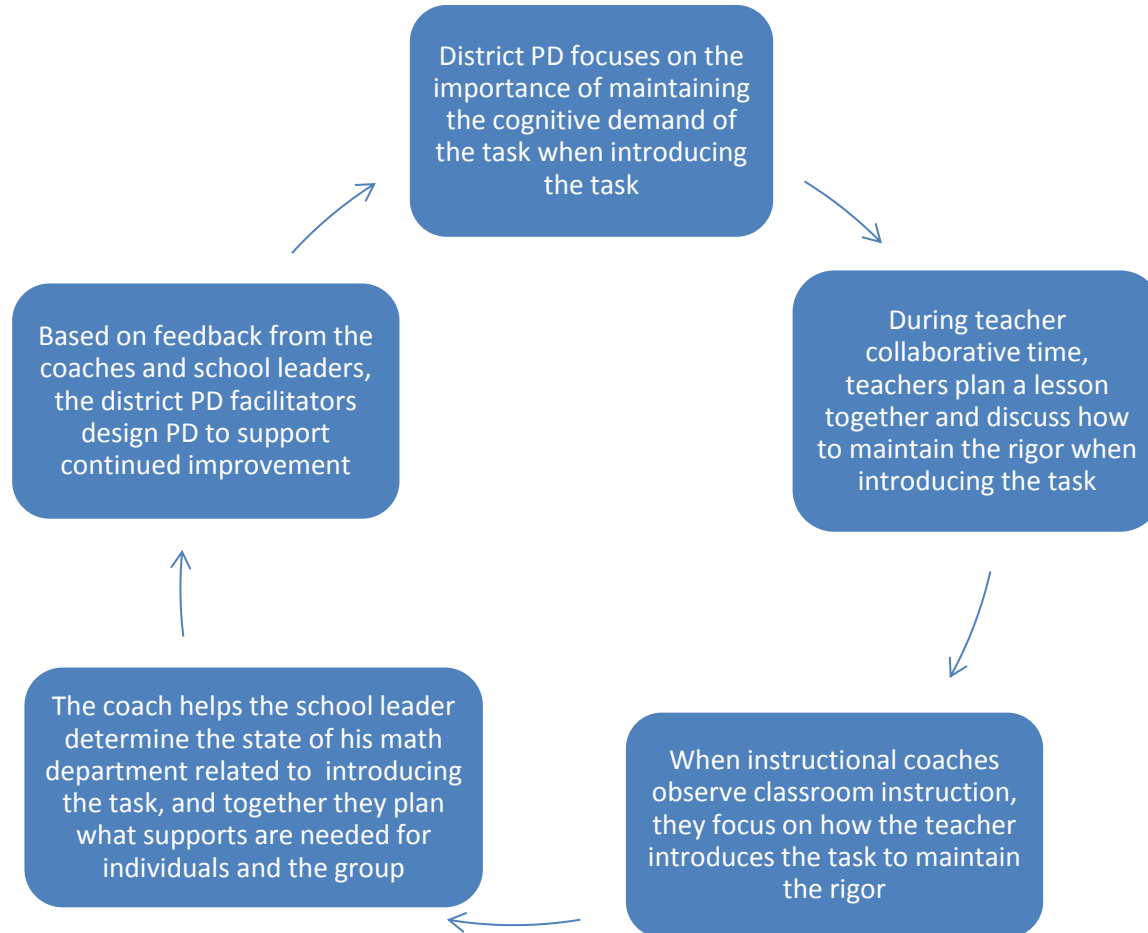 District PD focuses on the
importance of maintaining
the cognitive demand of
the task when introducing
the task
During teacher
collaborative time,
teachers plan a lesson
together and discuss how
to maintain the rigor when
introducing the task
When instructional coaches
observe classroom instruction,
they focus on how the teacher
introduces the task to maintain
the rigor
The coach helps the school leader
determine the state of his math
department related to  introducing
the task, and together they plan
what supports are needed for
individuals and the group
Based on feedback from the
coaches and school leaders,
the district PD facilitators
design PD to support
continued improvement